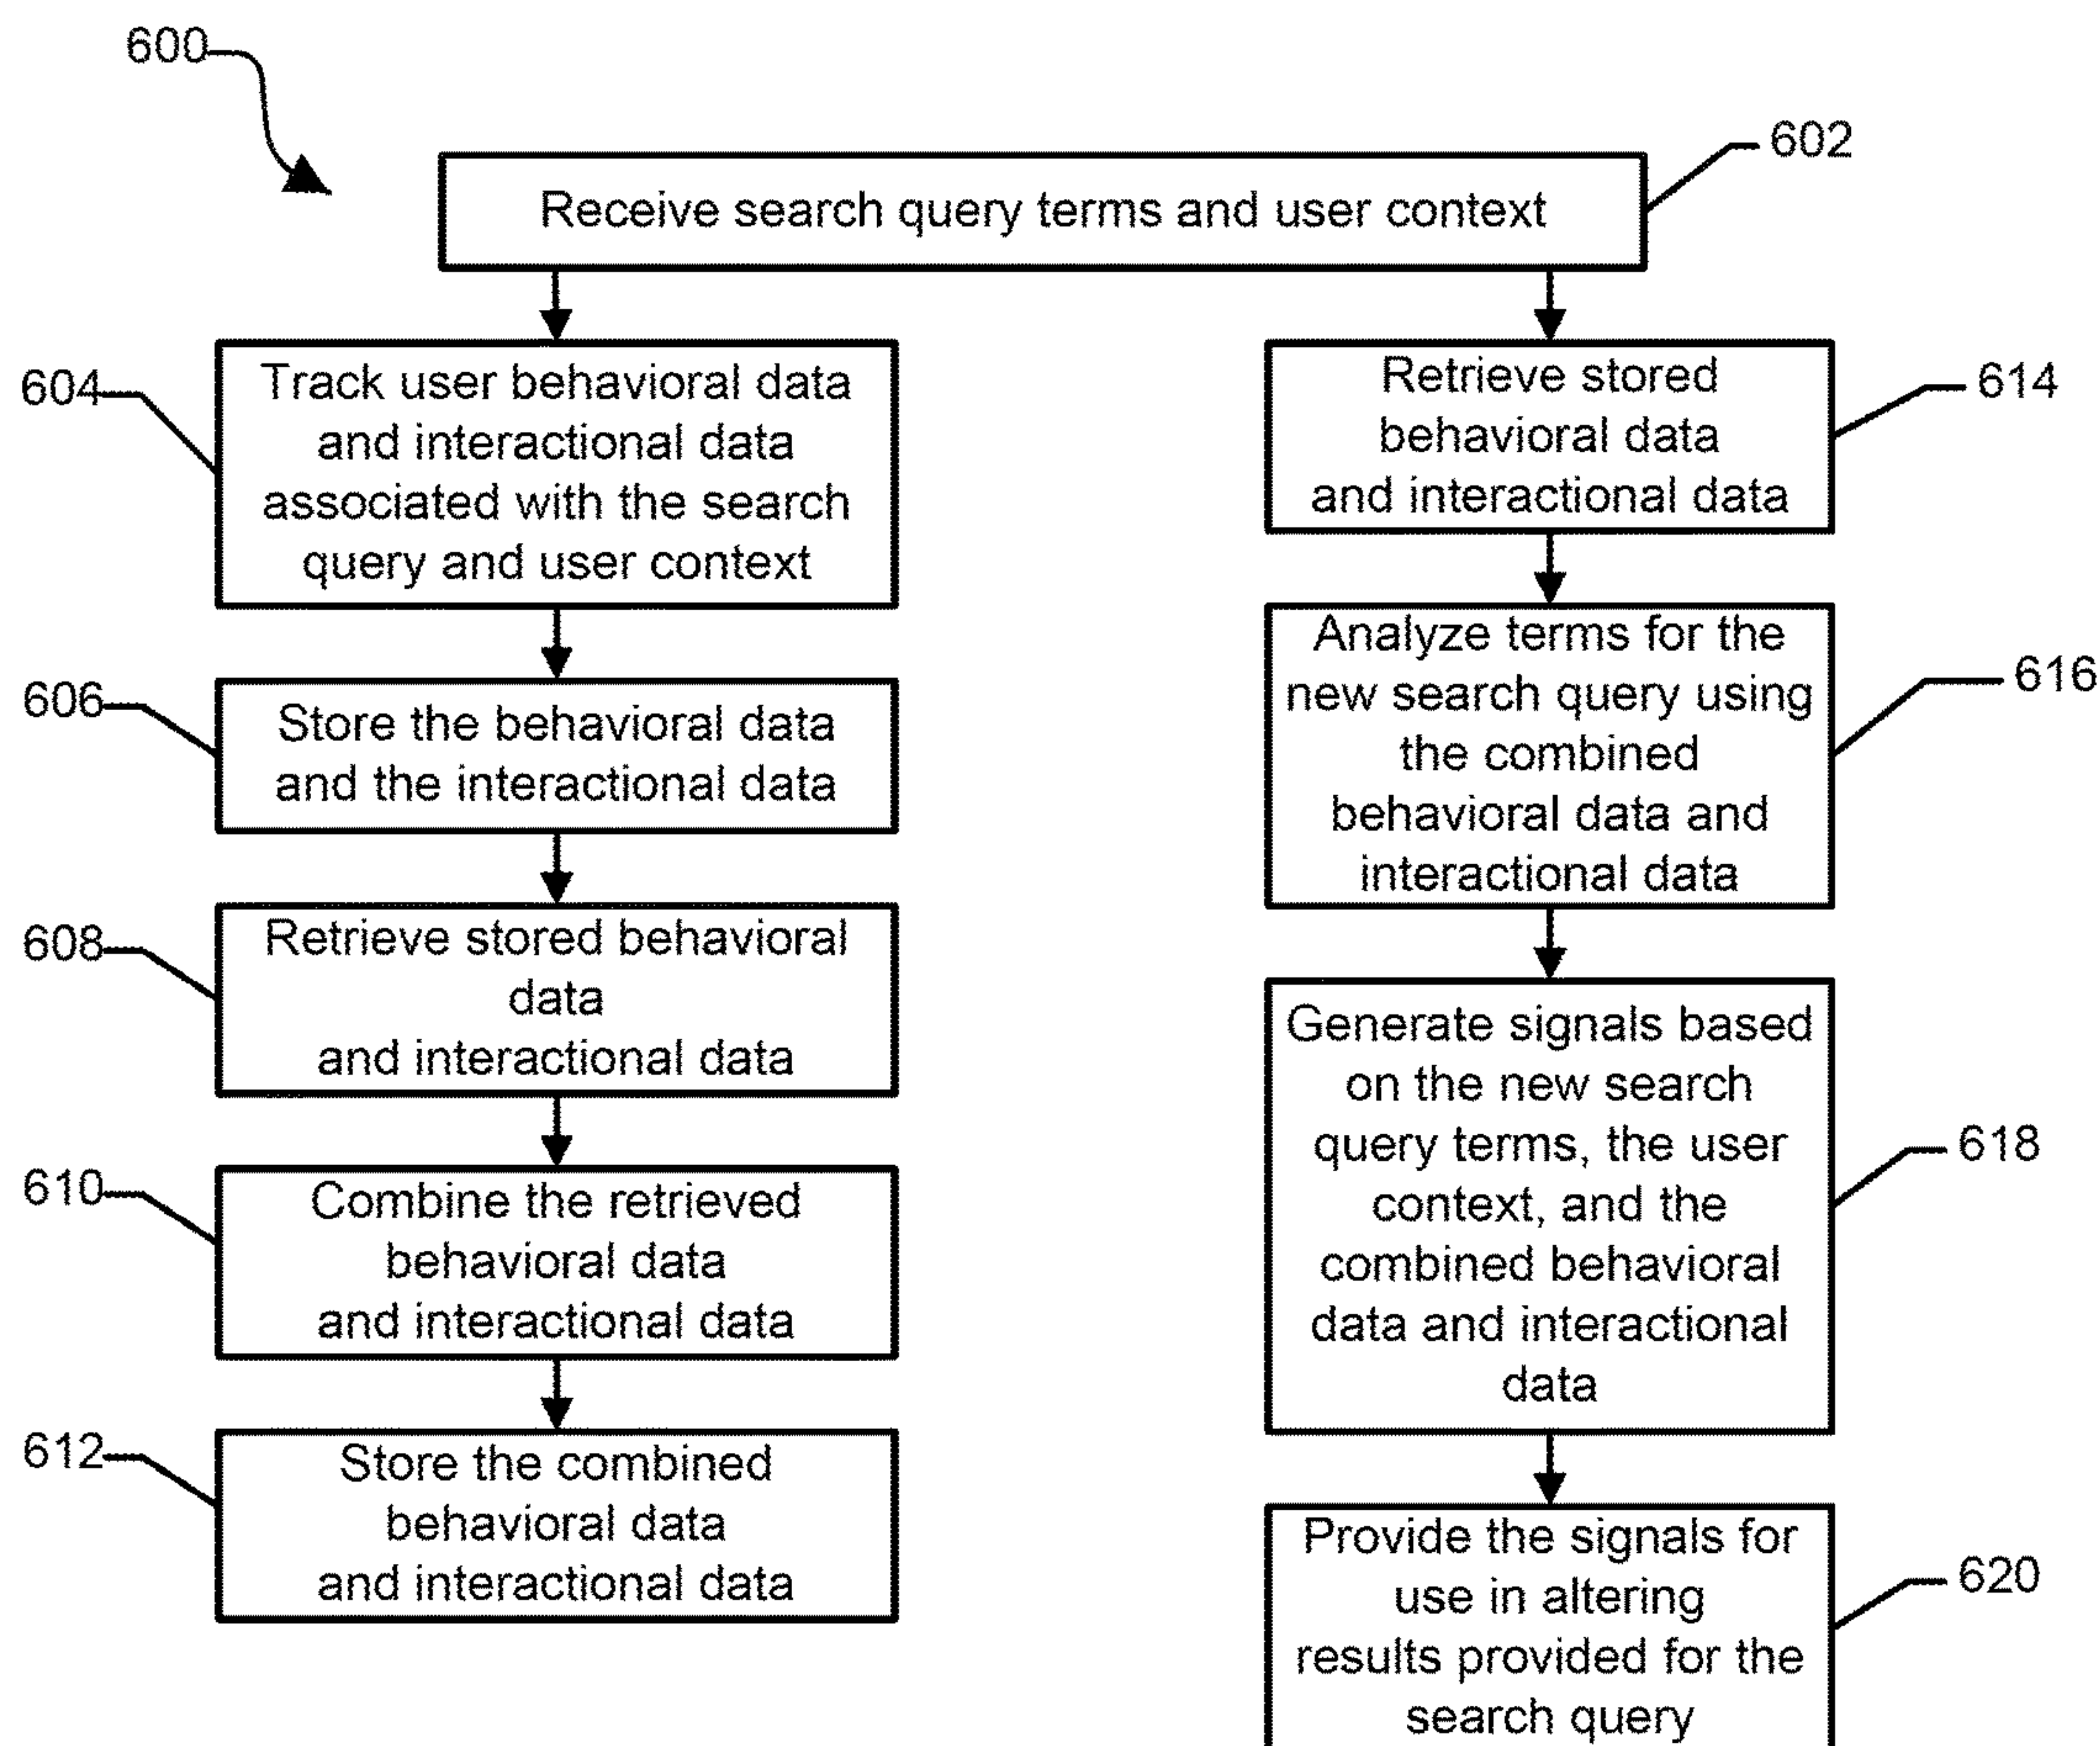 600
602
Receive search query terms and user context
604
Track user behavioral data
and interactional data
associated with the search
query and user context
606
Store the behavioral data
and the interactional data
608
Retrieve stored behavioral
data
and interactional data
610
Combine the retrieved
behavioral data
and interactional data
612
Store the combined
behavioral data
and interactional data
614
Retrieve stored
behavioral data
and interactional data
616
Analyze terms for the
new search query using
the combined
behavioral data and
interactional data
618
Generate signals based
on the new search
query terms, the user
context, and the
combined behavioral
data and interactional
data
620
Provide the signals for
use in altering
results provided for the
search query